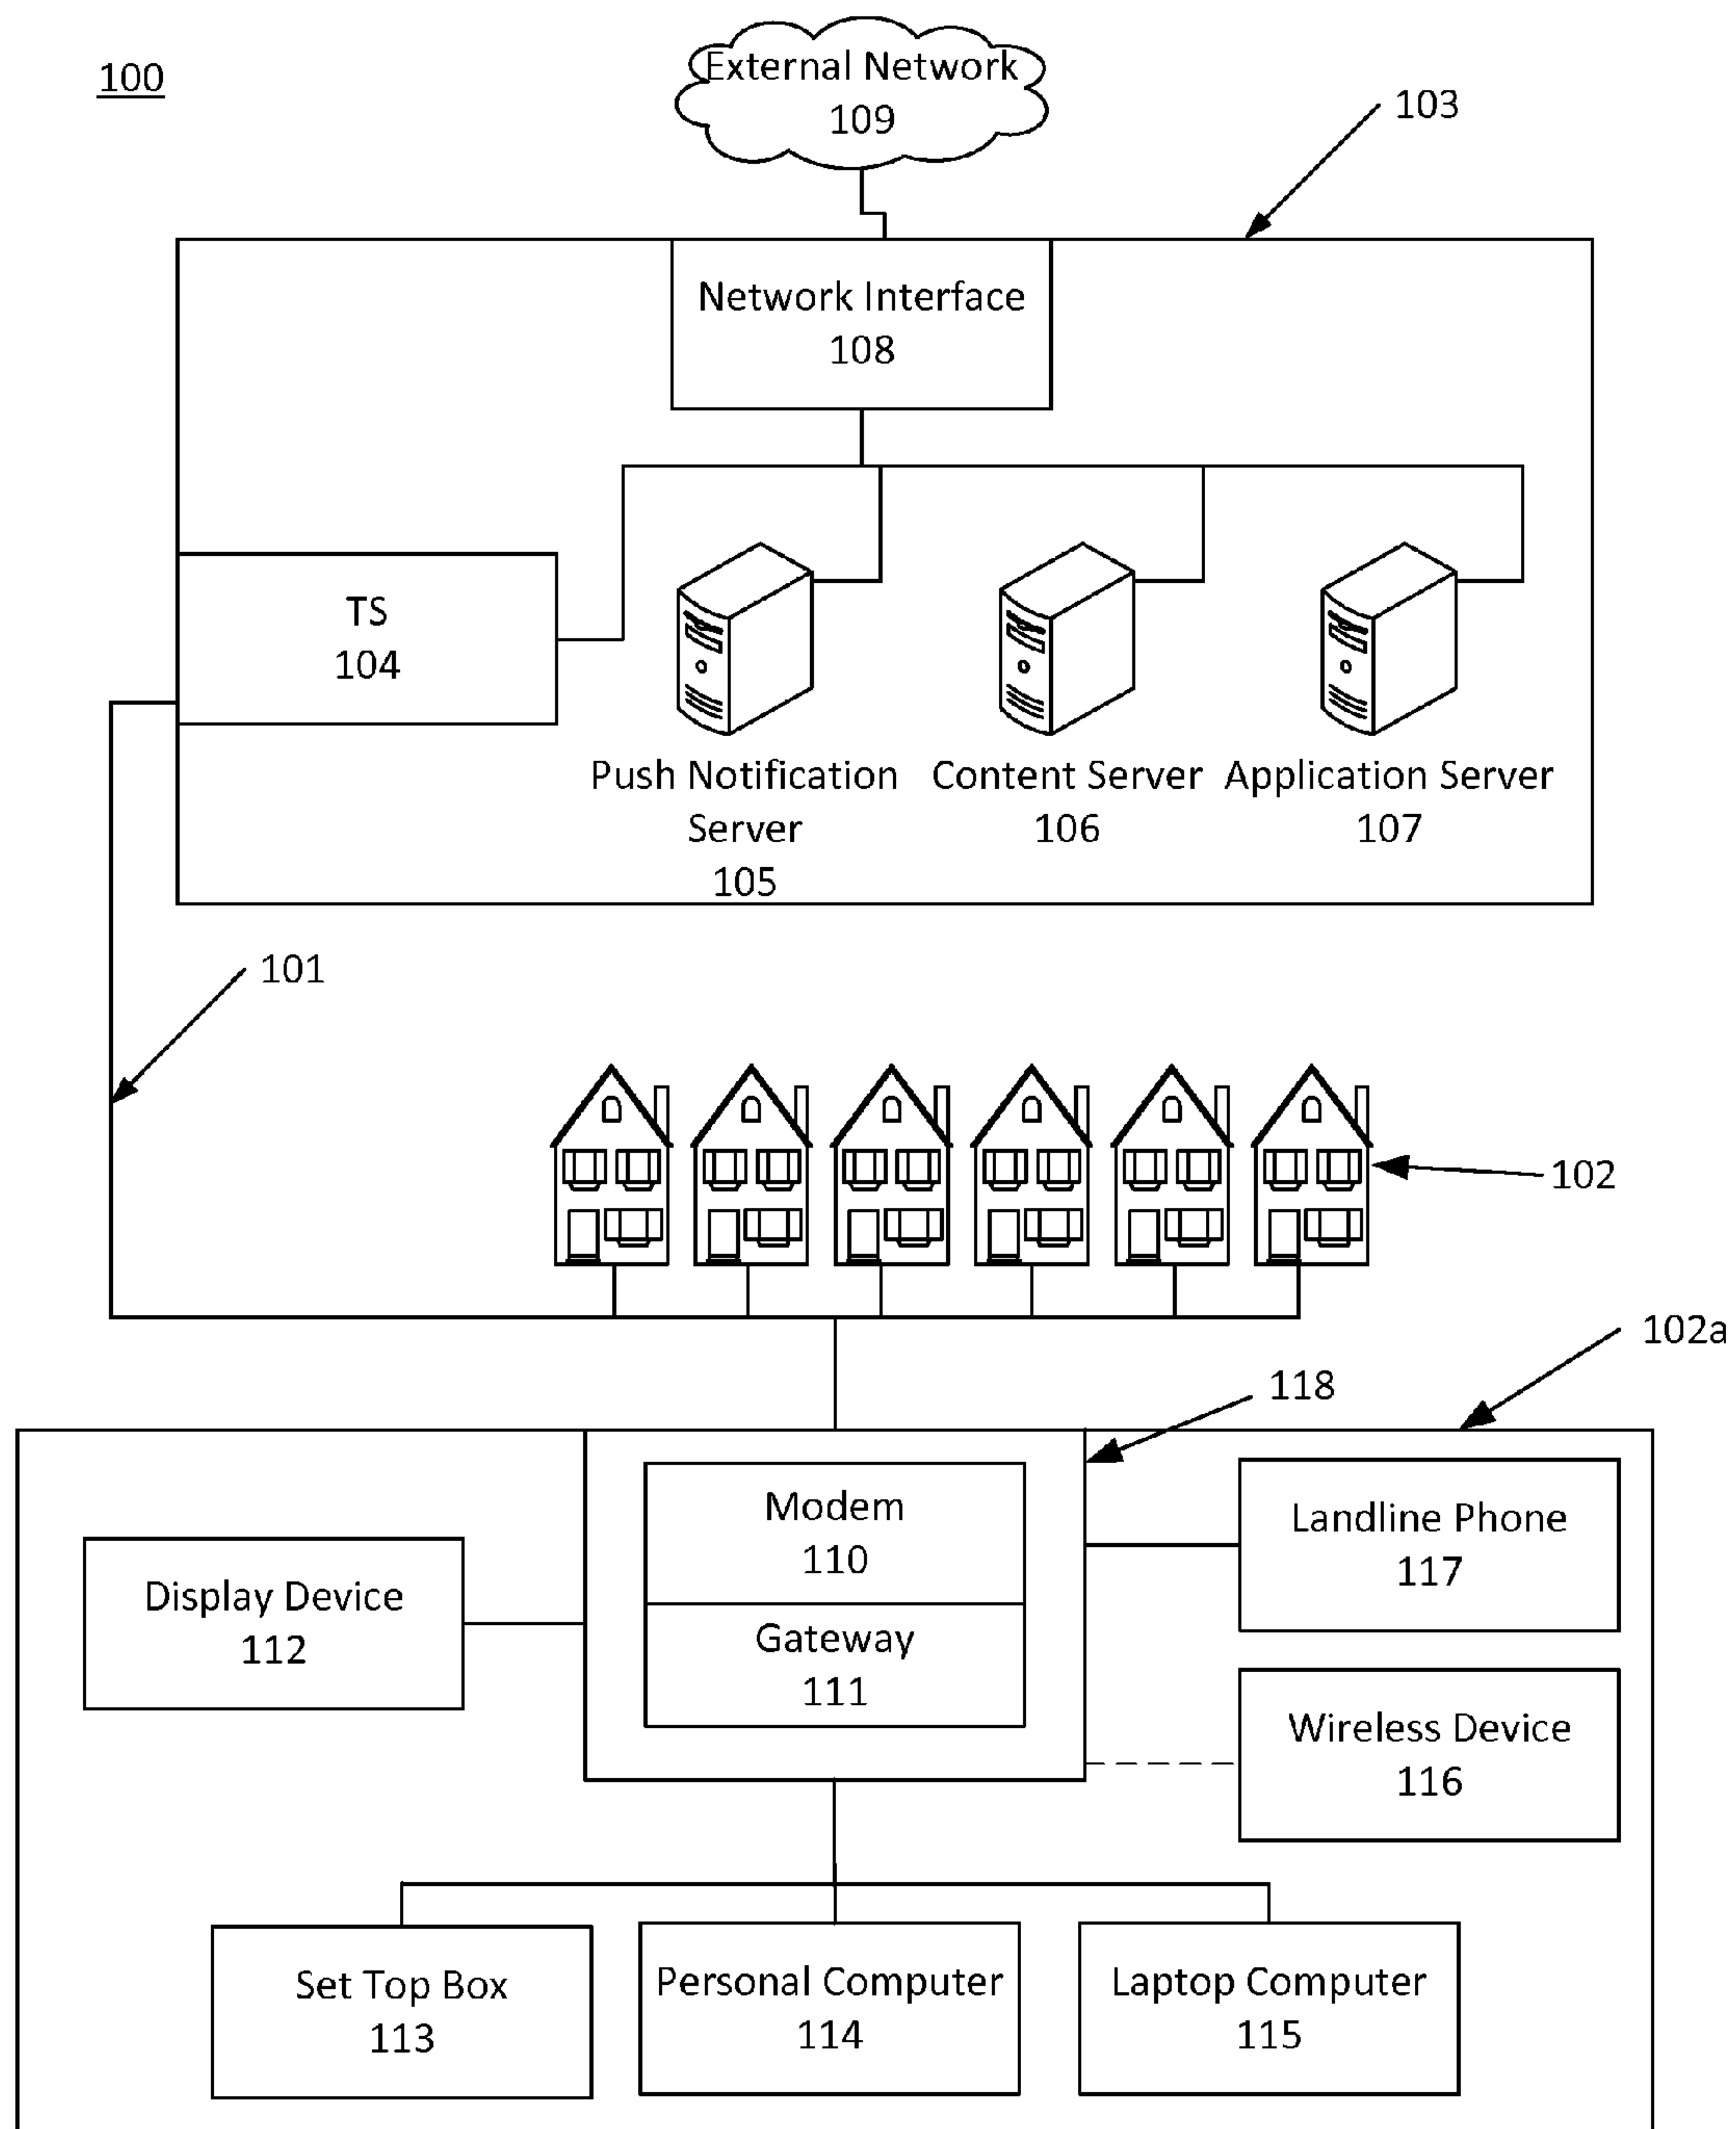 100
External Network
109
103
Network Interface
108
TS
104
Push Notification
Server
105
Content Server
106
Application Server
107
101
102
102a
118
Modem
110
Gateway
111
Landline Phone
117
Display Device
112
Wireless Device
116
Set Top Box
113
Personal Computer
114
Laptop Computer
115